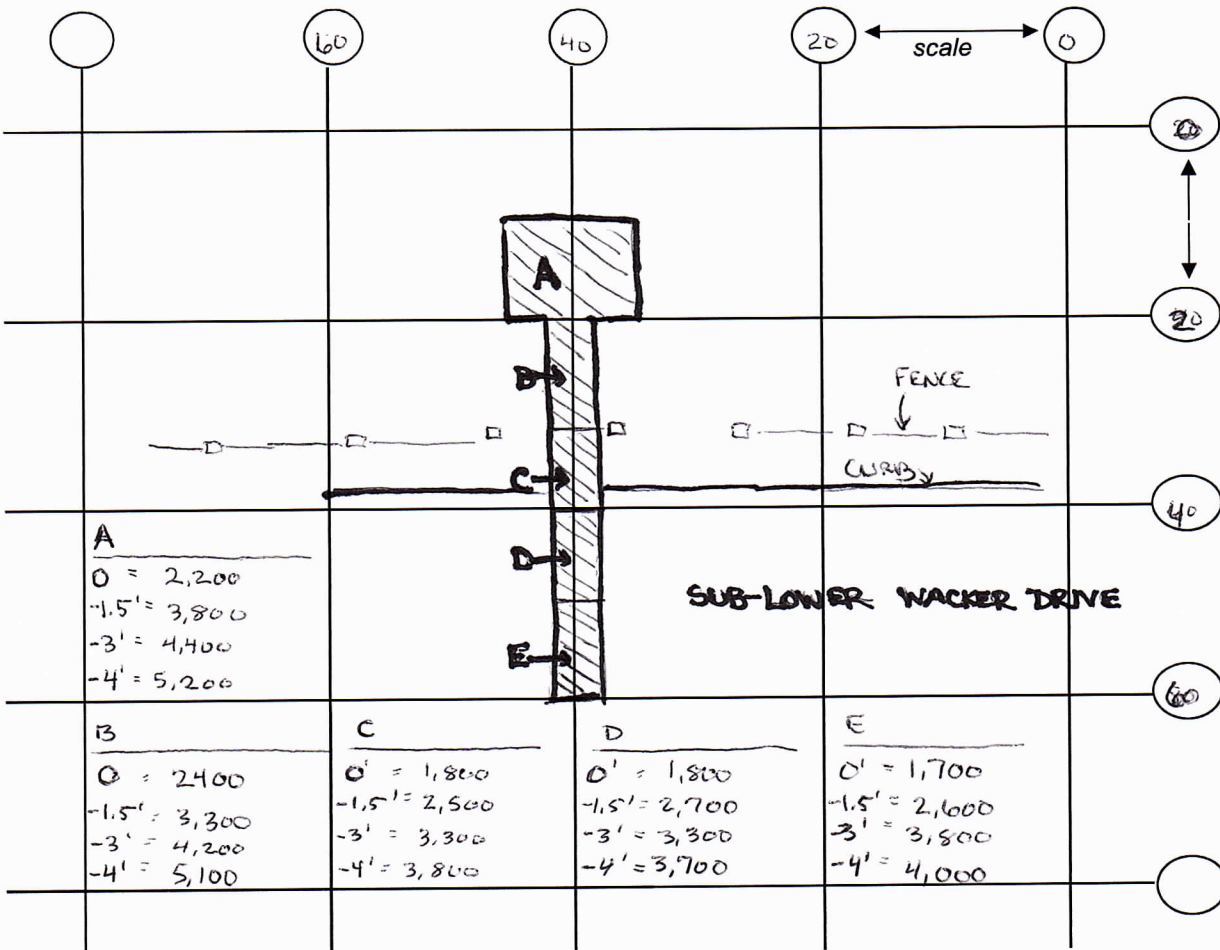 60
40
20
scale
0
20
A
20
B
FENCE
C
CURB
40
D
SUB-LOWER WACKER DRIVE
E
60
A
0 = 2,200
-1.5' = 3,800
-3' = 4,400
-4' = 5,200
B
0 = 2400
-1.5' = 3,300
-3' = 4,200
-4' = 5,100
C
0' = 1,800
-1.5' = 2,500
-3' = 3,300
-4' = 3,800
D
0' = 1,800
-1.5' = 2,700
-3' = 3,300
-4' = 3,700
E
0' = 1,700
-1.5' = 2,600
-3' = 3,800
-4' = 4,000